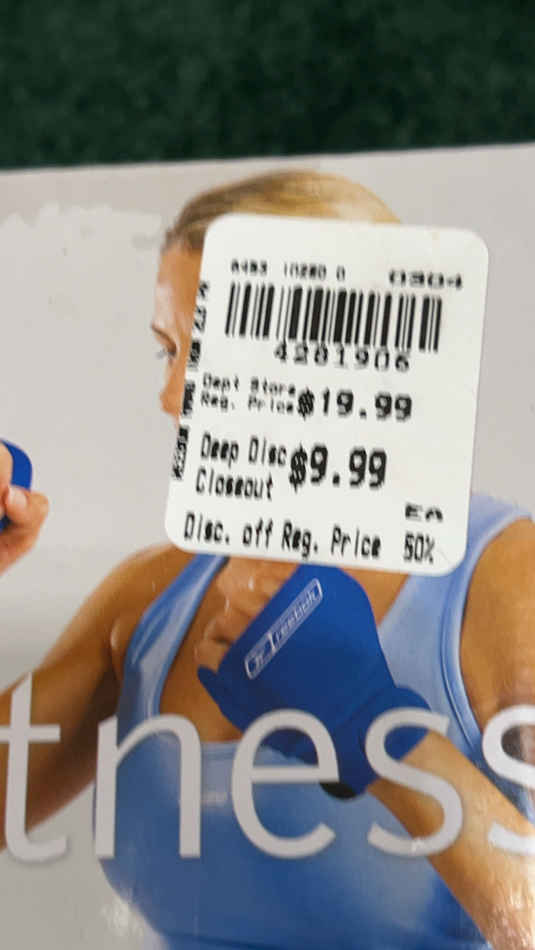 0304
4281906
Dept Store
Reg. Price $19.99
Deep Disc
Closeout $9.99
EA
Disc. off Reg. Price 50%
Reebok
tness